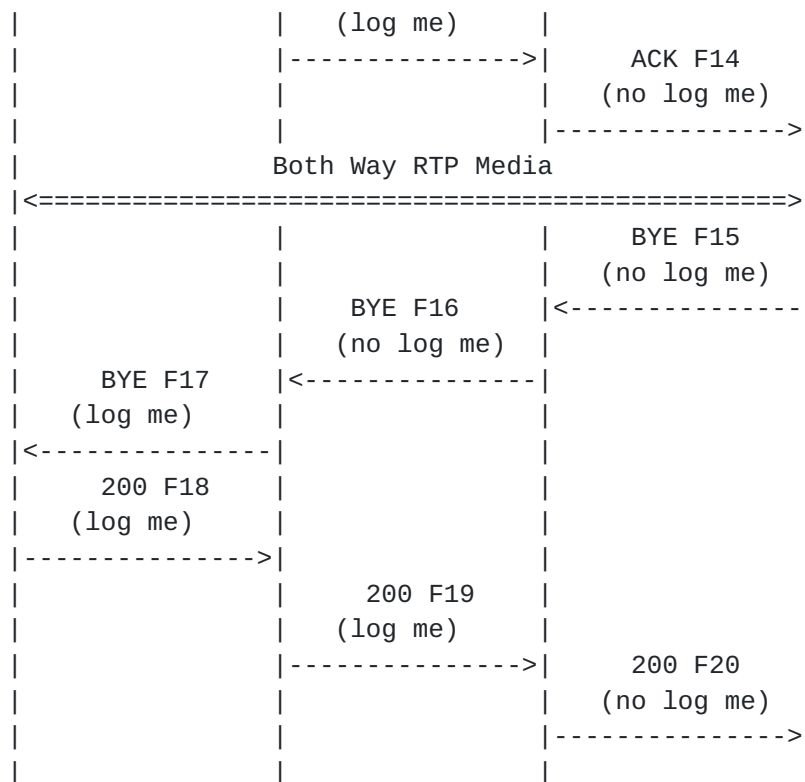 |               |   (log me)    |
|               |-------------->|     ACK F14
|               |               |   (no log me)
|               |               |-------------->
|              Both Way RTP Media
|<=============================================>
|               |               |     BYE F15
|               |               |   (no log me)
|               |    BYE F16    |<--------------
|               |   (no log me) |
|     BYE F17   |<--------------|
|   (log me)    |               |
|<--------------|               |
|     200 F18   |               |
|   (log me)    |               |
|-------------->|               |
|               |     200 F19   |
|               |   (log me)    |
|               |-------------->|     200 F20
|               |               |   (no log me)
|               |               |-------------->
|               |               |